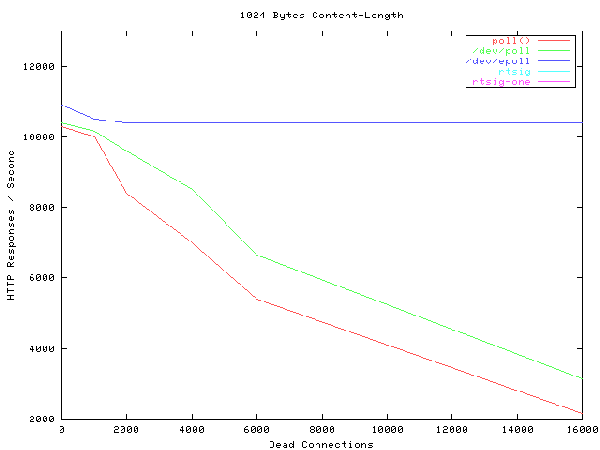 1024 Bytes Content-Length
poll()
/dev/poll
/dev/epoll
rtsig
rtsig-one
12000
10000
8000
6000
4000
2000
HTTP Responses / Second
0 2000 4000 6000 8000 10000 12000 14000 16000
Dead Connections